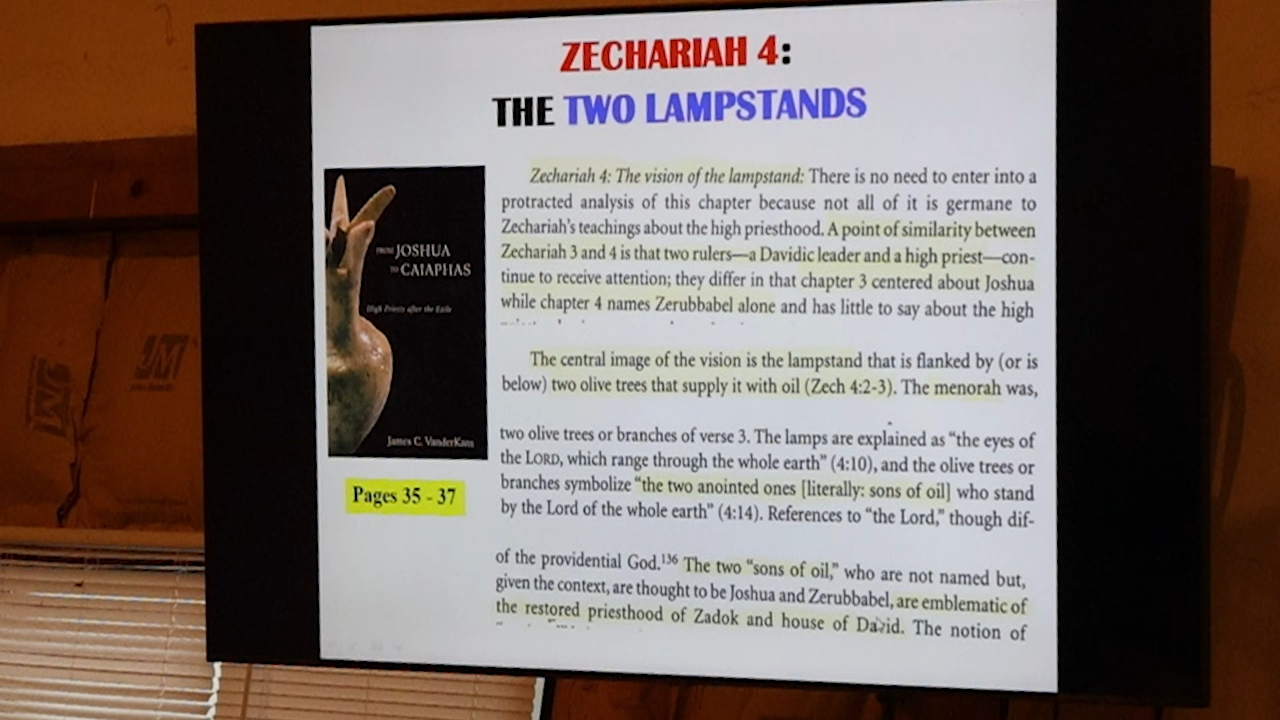 ZECHARIAH 4:
THE TWO LAMPSTANDS
FROM JOSHUA
TO CAIAPHAS
High Priests after the Exile
James C. VanderKam
Pages 35 - 37
Zechariah 4: The vision of the lampstand: There is no need to enter into a
protracted analysis of this chapter because not all of it is germane to
Zechariah's teachings about the high priesthood. A point of similarity between
Zechariah 3 and 4 is that two rulers—a Davidic leader and a high priest—con-
tinue to receive attention; they differ in that chapter 3 centered about Joshua
while chapter 4 names Zerubbabel alone and has little to say about the high
The central image of the vision is the lampstand that is flanked by (or is
below) two olive trees that supply it with oil (Zech 4:2-3). The menorah was,
two olive trees or branches of verse 3. The lamps are explained as "the eyes of
the LORD, which range through the whole earth" (4:10), and the olive trees or
branches symbolize "the two anointed ones [literally: sons of oil] who stand
by the Lord of the whole earth" (4:14). References to "the Lord," though dif-
of the providential God.136 The two "sons of oil," who are not named but,
given the context, are thought to be Joshua and Zerubbabel, are emblematic of
the restored priesthood of Zadok and house of David. The notion of
JM
JM